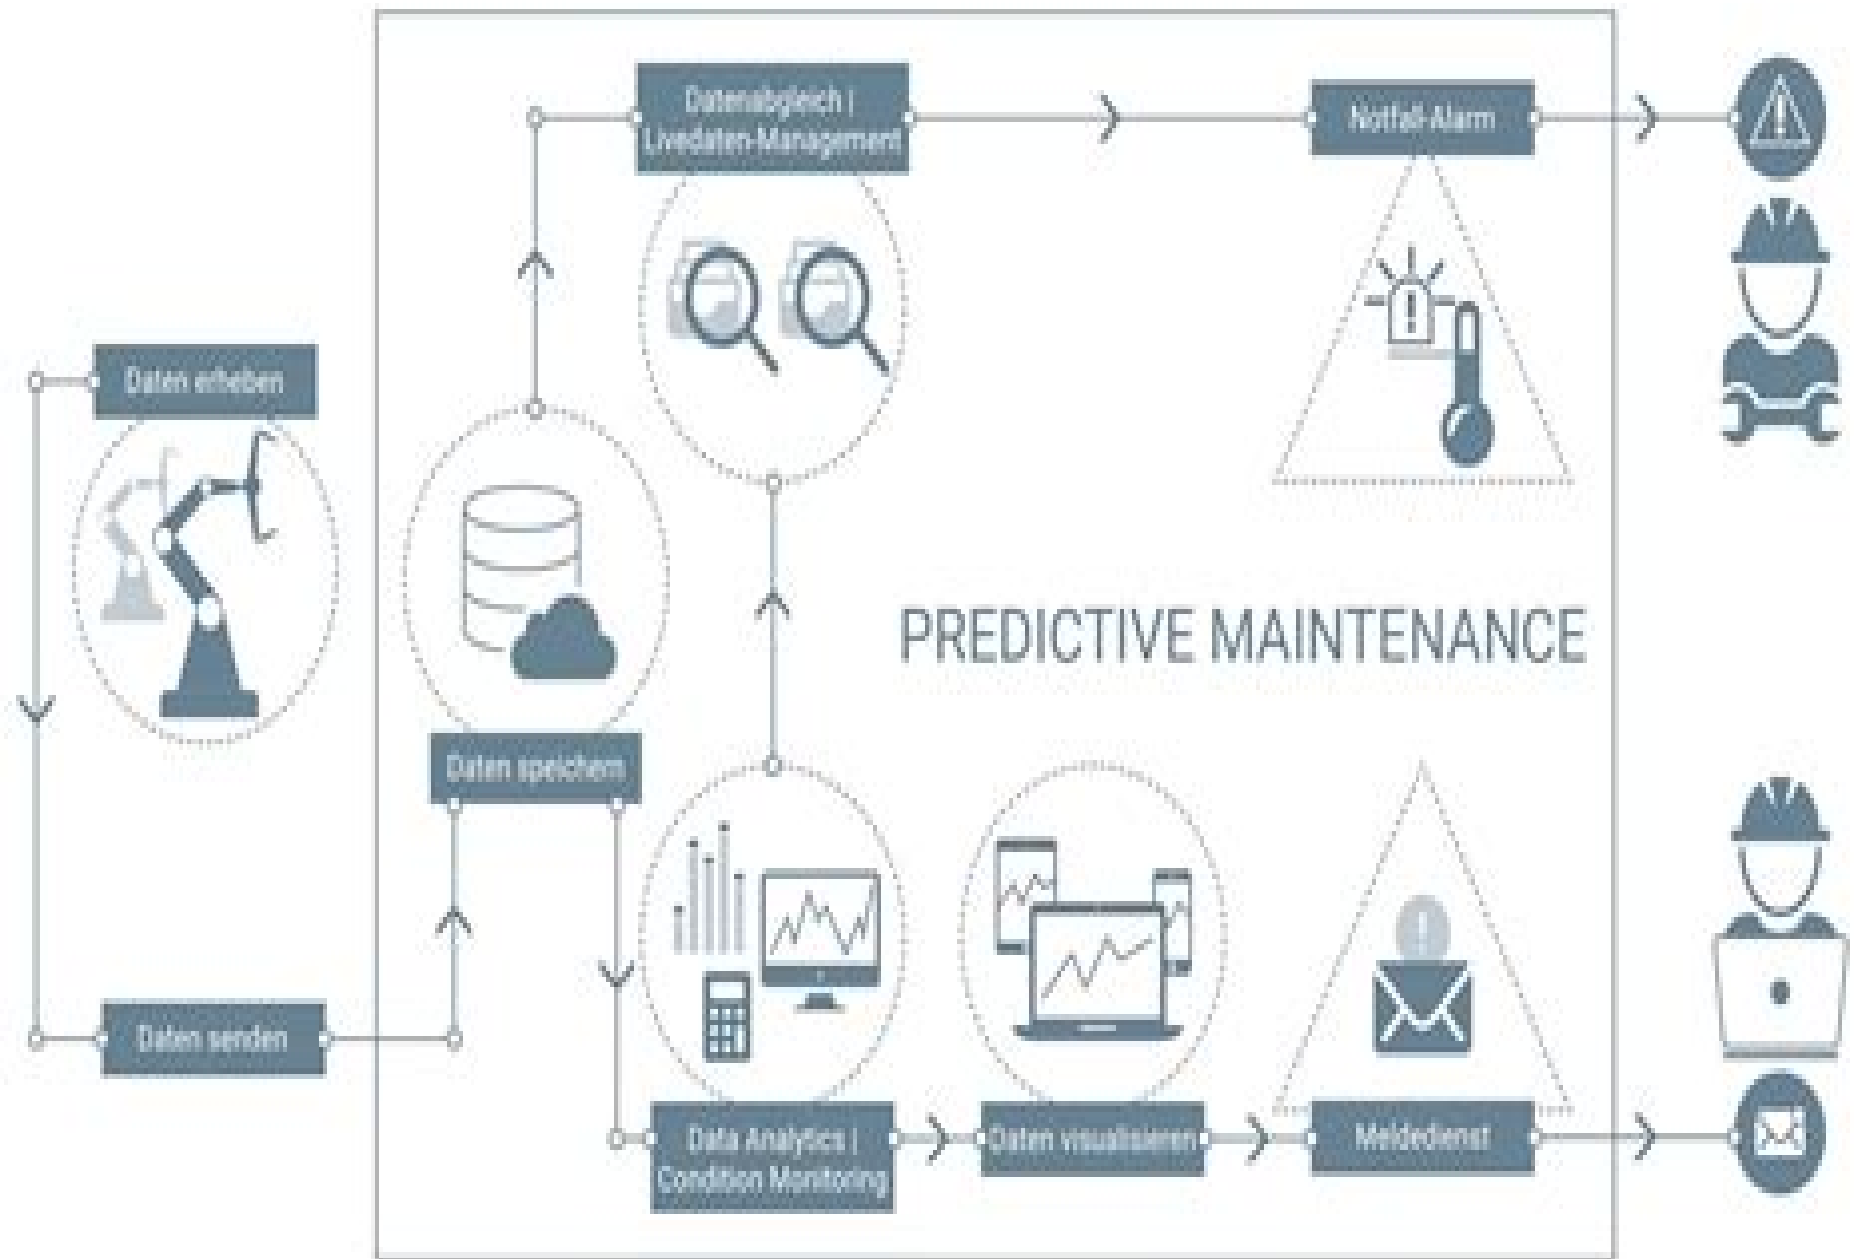 Datenabgleich |
Livedaten-Management
Notfall-Alarm
Daten erheben
PREDICTIVE MAINTENANCE
Daten speichern
Daten senden
Data Analytics |
Condition Monitoring
Daten visualisieren
Meldedienst